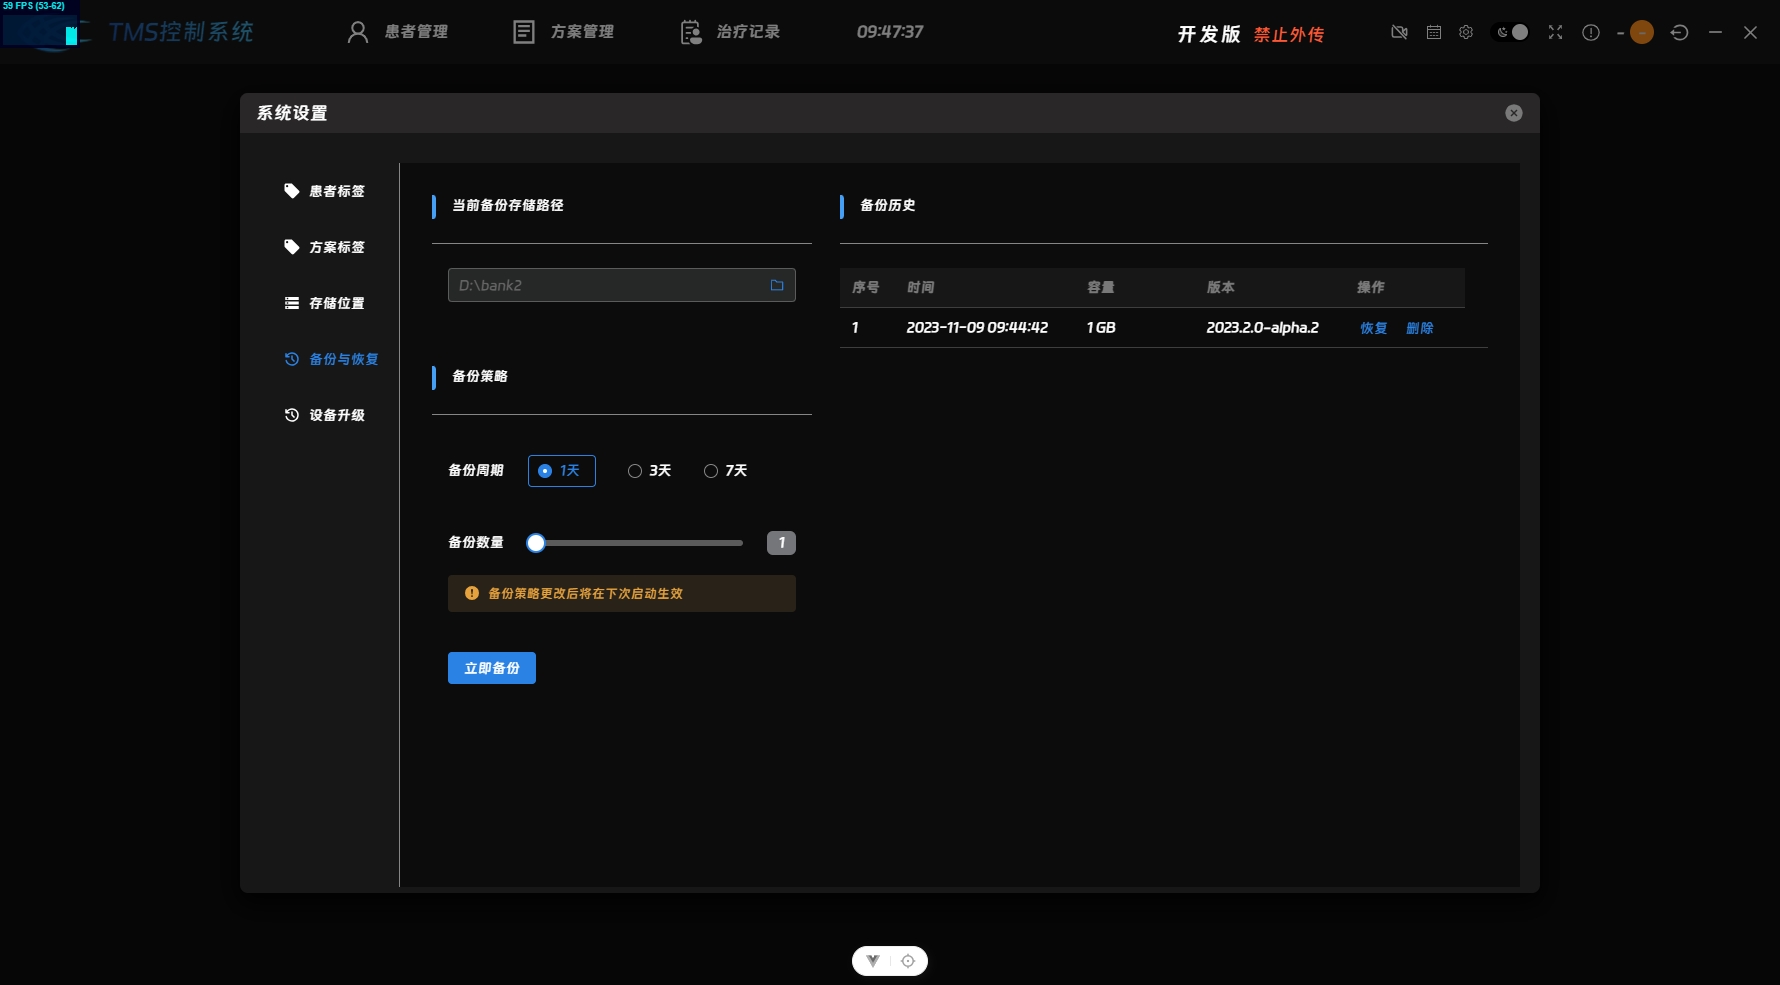 59 FPS (53-62)
TMS控制系统
患者管理
方案管理
治疗记录
09:47:37
开发版 禁止外传
系统设置
患者标签
方案标签
存储位置
备份与恢复
设备升级
当前备份存储路径
D:\bank2
备份策略
备份周期 1天 3天 7天
备份数量 1
备份策略更改后将在下次启动生效
立即备份
备份历史
序号 时间 容量 版本 操作
1 2023-11-09 09:44:42 1 GB 2023.2.0-alpha.2 恢复 删除